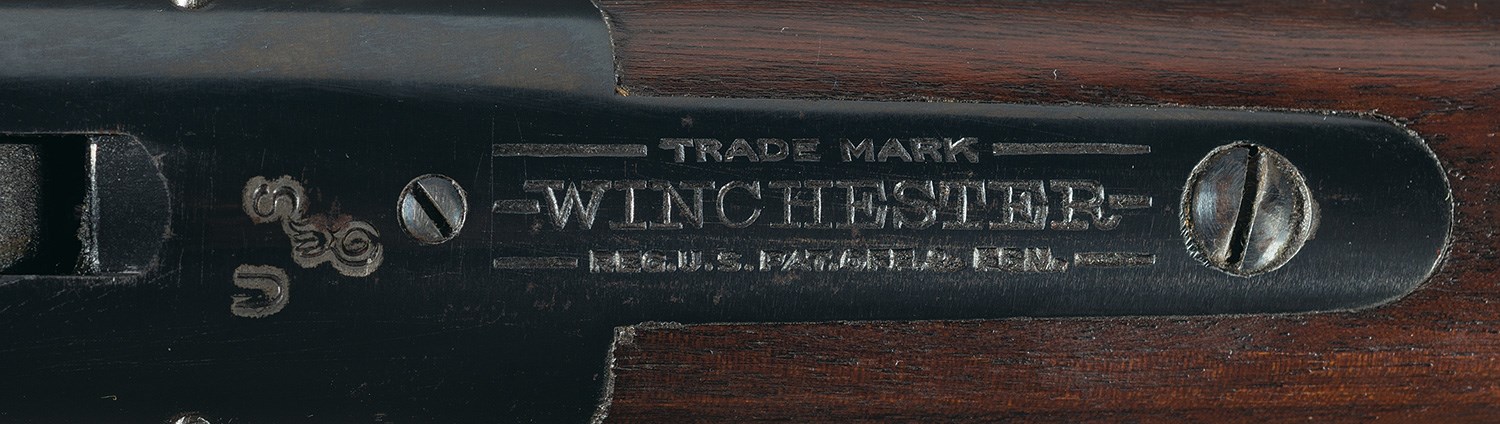 U S
TRADE MARK
WINCHESTER
REG.U.S. PAT.OFF.& FGN.